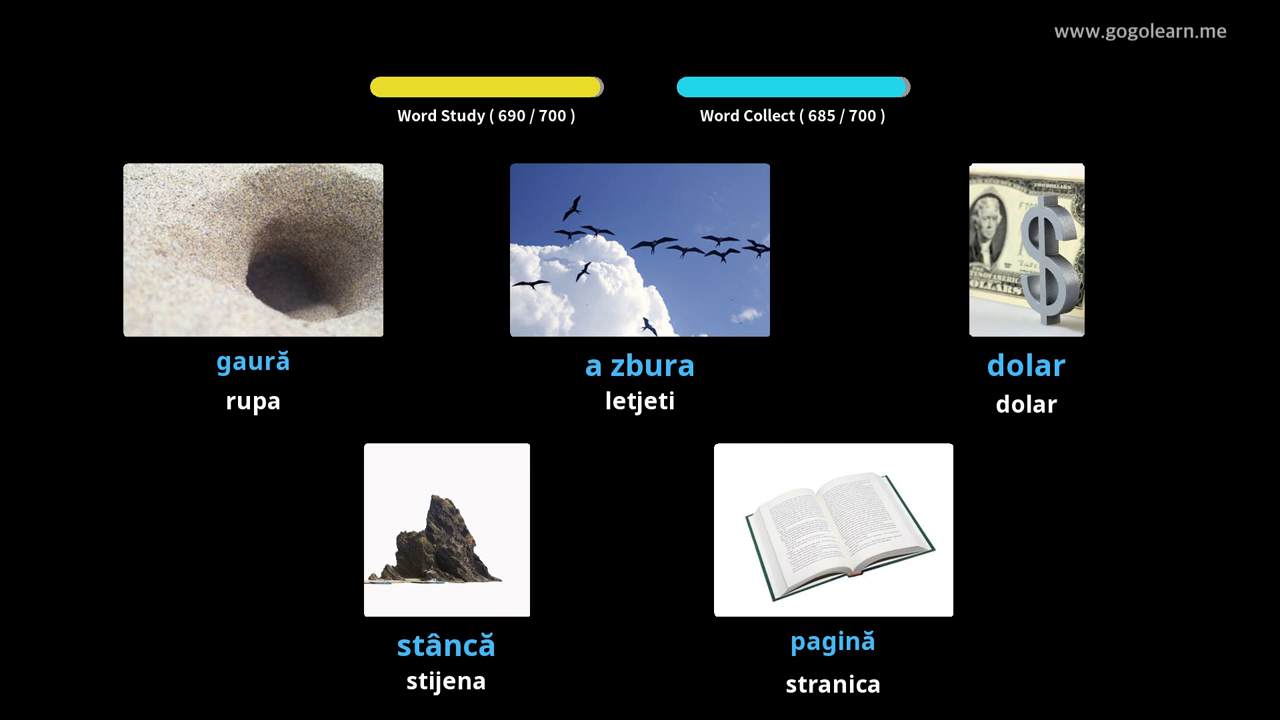 www.gogolearn.me
Word Study ( 690 / 700 )
Word Collect ( 685 / 700 )
gaură
rupa
a zbura
letjeti
dolar
dolar
stâncă
stijena
pagină
stranica